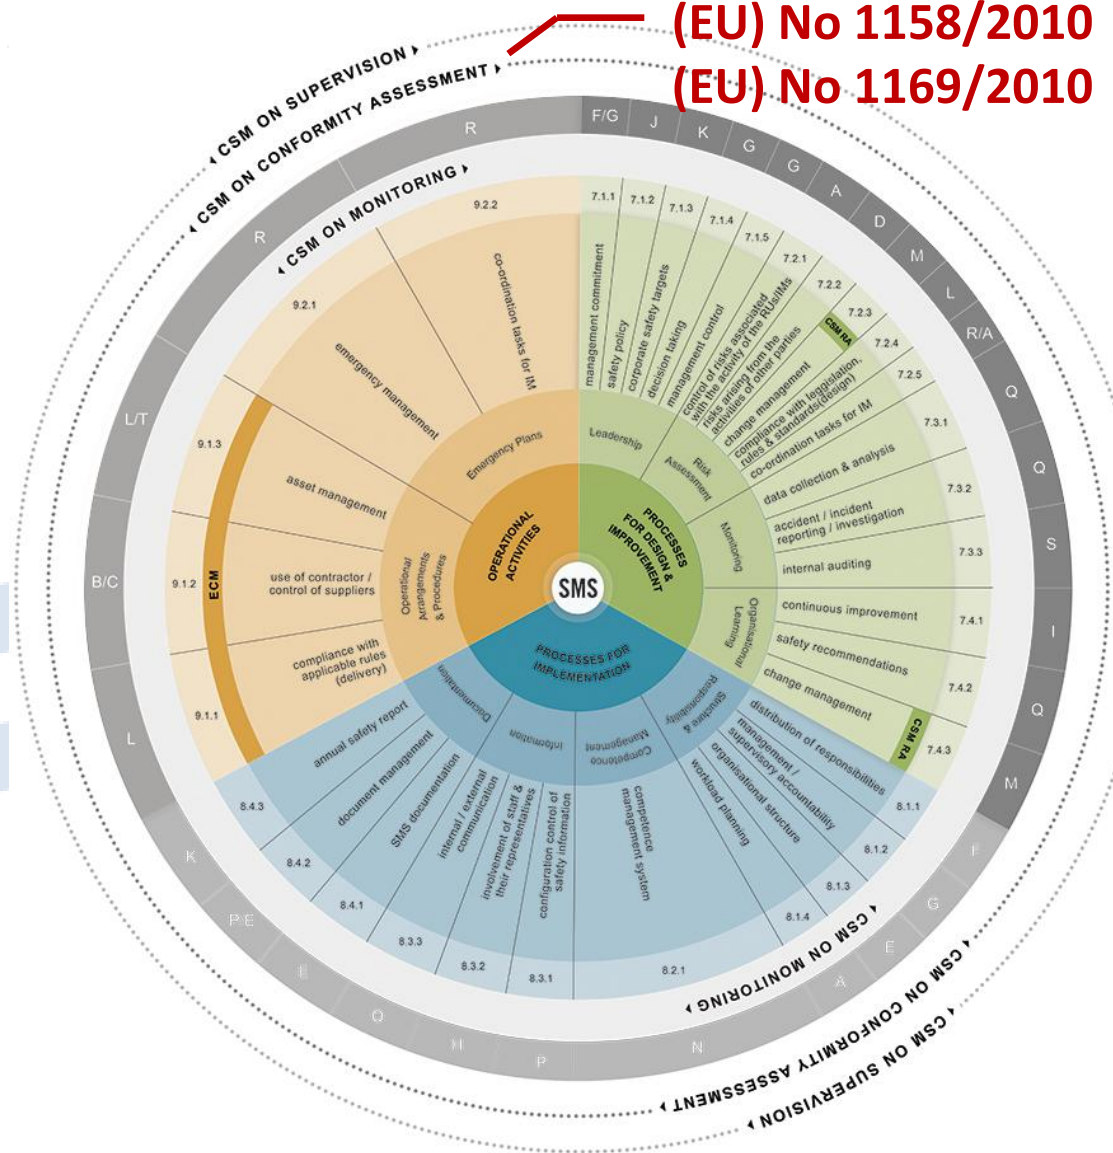 (EU) No 1158/2010
(EU) No 1169/2010
CSM ON SUPERVISION
CSM ON CONFORMITY ASSESSMENT
CSM ON MONITORING
F/G
J
K
G
G
A
D
M
L
R/A
Q
Q
S
I
Q
M
F
G
E
A
N
P
H
O
E
P E
K
L
B/C
L/T
R
R
SMS
PROCESSES
FOR DESIGN &
IMPROVEMENT
Leadership
7.1.1
management commitment
7.1.2
safety policy
7.1.3
corporate safety targets
7.1.4
decision taking
7.1.5
management control
Risk
Assessment
7.2.1
control of risks associated
with the activity of the RUs/IMs
7.2.2
risks arising from the
activities of other parties
7.2.3
change management
CSM RA
7.2.4
compliance with leggislation,
rules & standards(design)
7.2.5
co-ordination tasks for IM
Monitoring
7.3.1
data collection & analysis
7.3.2
accident / incident
reporting / investigation
7.3.3
internal auditing
Organisational
Learning
7.4.1
continuous improvement
7.4.2
safety recommendations
7.4.3
change management
CSM RA
PROCESSES FOR
IMPLEMENTATION
Structure &
Responsibility
8.1.1
distribution of responsibilities
8.1.2
management /
supervisory accountability
8.1.3
organisational structure
8.1.4
workload planning
Competence
Management
8.2.1
competence
management system
Information
8.3.1
configuration control of
safety information
8.3.2
involvement of staff &
their representatives
8.3.3
internal / external
communication
Documentation
8.4.1
SMS documentation
8.4.2
document management
8.4.3
annual safety report
OPERATIONAL
ACTIVITIES
Operational
Arrangements
& Procedures
9.1.1
compliance with
applicable rules
(delivery)
9.1.2
use of contractor /
control of suppliers
9.1.3
asset management
ECM
Emergency Plans
9.2.1
emergency management
9.2.2
co-ordination tasks for IM
CSM ON MONITORING
CSM ON CONFORMITY ASSESSMENT
CSM ON SUPERVISION